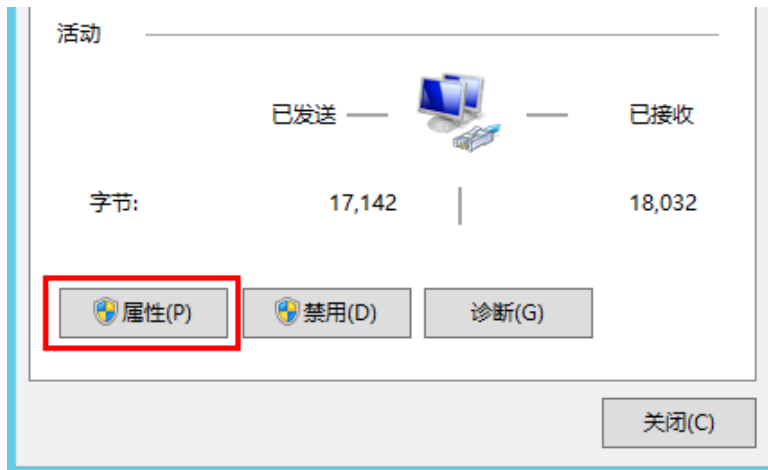 活动
已发送 已接收
字节: 17,142 18,032
属性(P) 禁用(D) 诊断(G)
关闭(C)